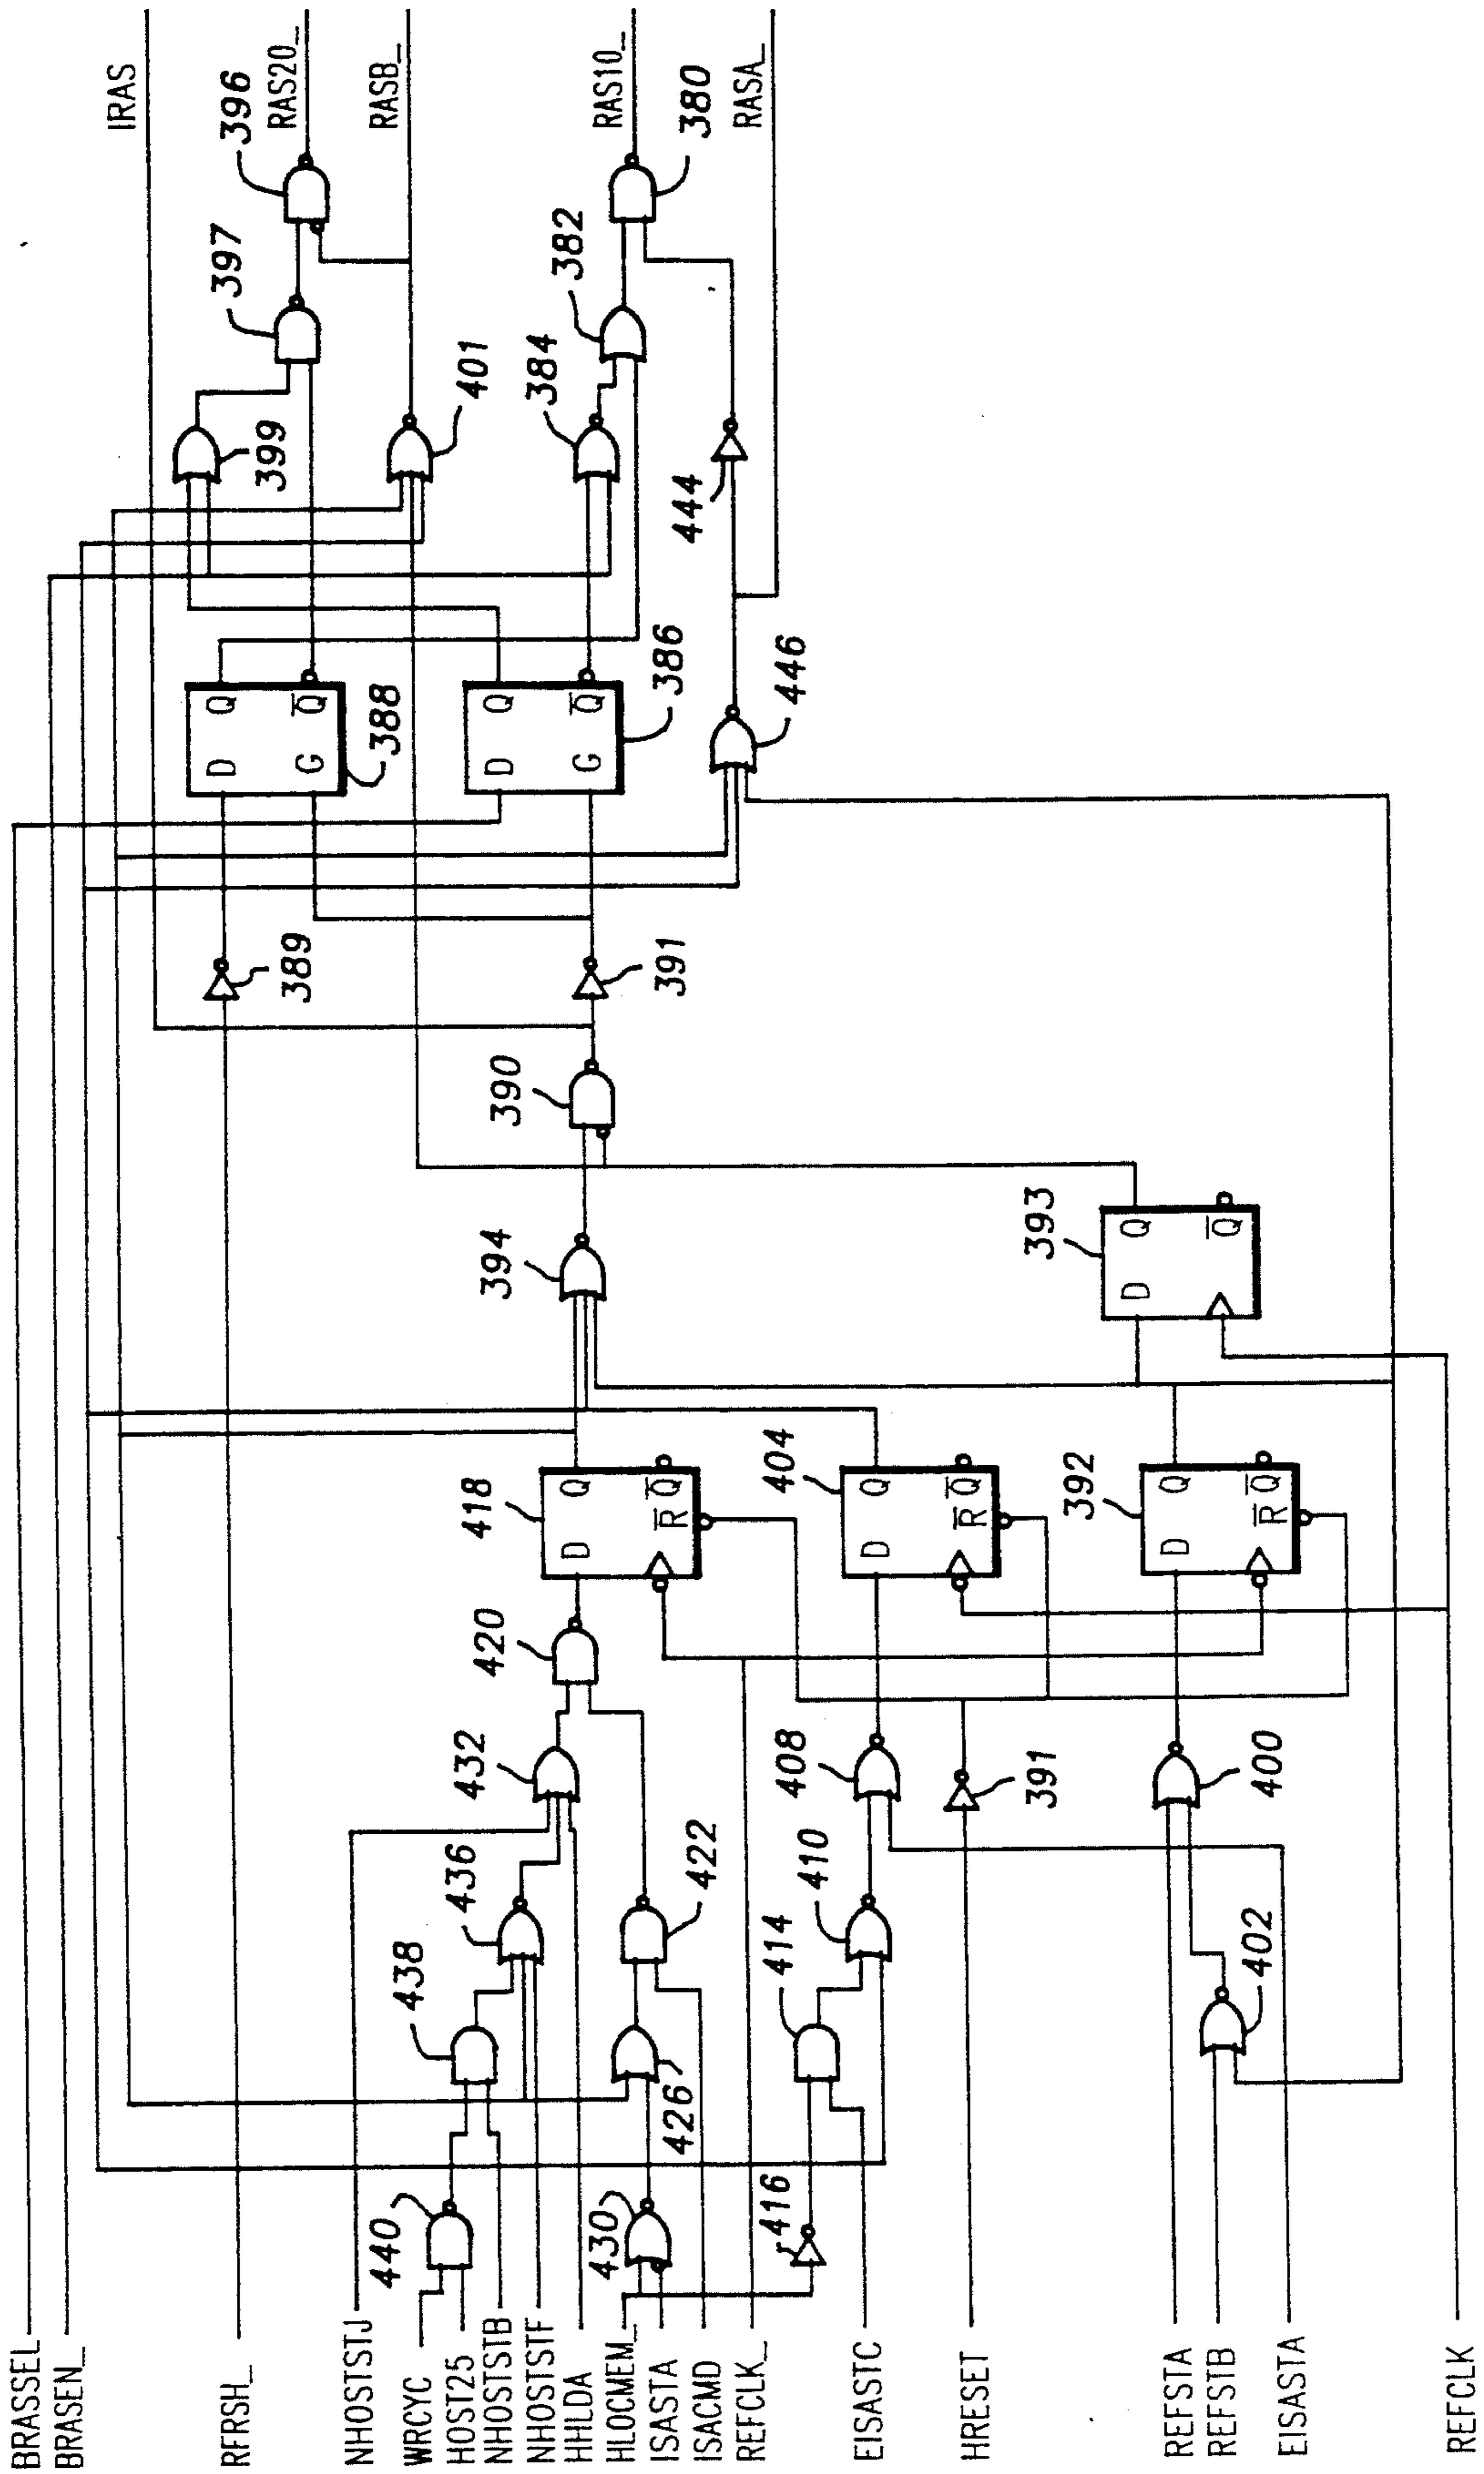 BRASSEL
BRASEN_
RFRSH_
NHOSTSTJ
WRCYC
HOST25
NHOSTSTB
NHOSTSTF
HHLDA
HLOCMEM_
ISASTA
ISACMD
REFCLK_
EISASTC
HRESET
REFSTA
REFSTB
EISASTA
REFCLK
440
430
416
438
426
436
422
414
402
432
410
408
391
400
420
418
D Q
Q
R
404
D Q
Q
R
392
D Q
Q
R
394
393
D Q
Q
390
389
391
388
D Q
G Q
386
D Q
G Q
446
399
401
384
444
397
382
396
380
IRAS
RAS20_
RASB_
RAS10_
RASA_